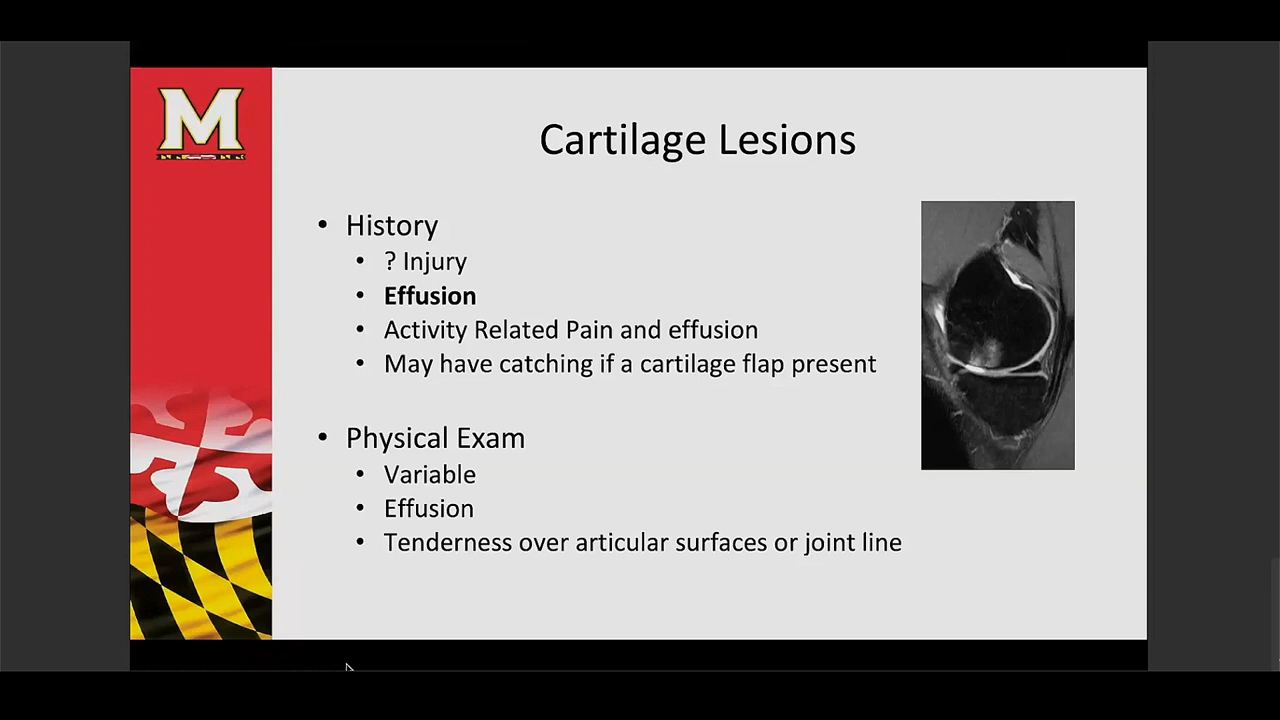 M
Cartilage Lesions
• History
• ? Injury
• Effusion
• Activity Related Pain and effusion
• May have catching if a cartilage flap present
• Physical Exam
• Variable
• Effusion
• Tenderness over articular surfaces or joint line